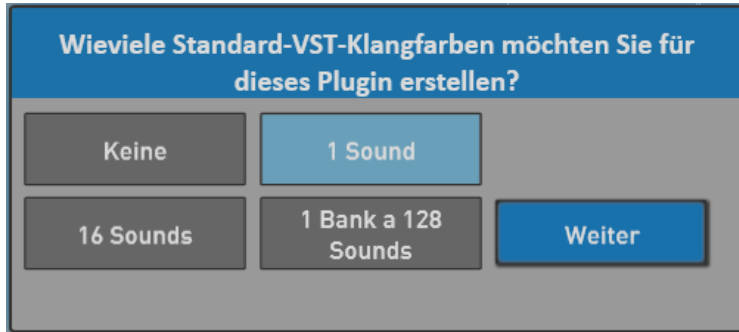 Wieviele Standard-VST-Klangfarben möchten Sie für
dieses Plugin erstellen?
Keine
1 Sound
16 Sounds
1 Bank a 128
Sounds
Weiter